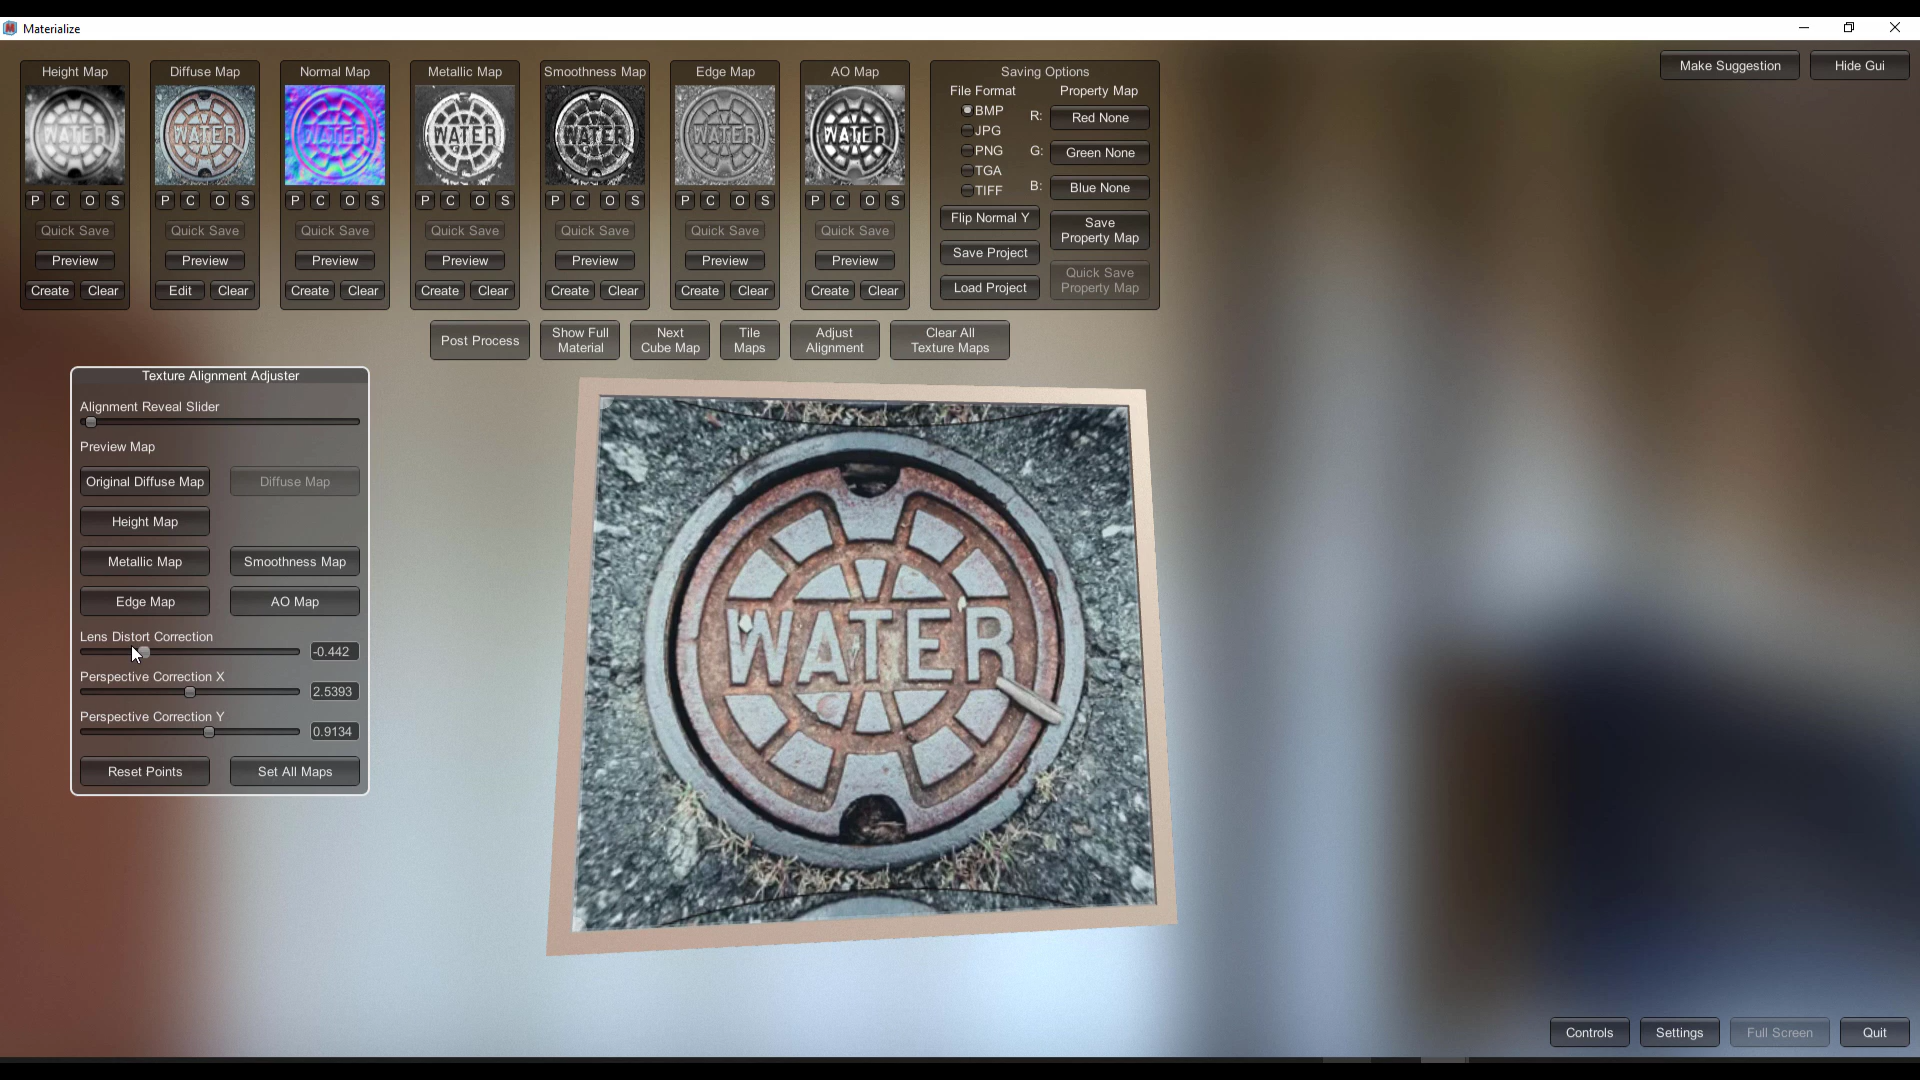 Materialize
Make Suggestion
Hide Gui
Height Map
Diffuse Map
Normal Map
Metallic Map
Smoothness Map
Edge Map
AO Map
WATER
WATER
WATER
WATER
WATER
WATER
WATER
P C O S
P C O S
P C O S
P C O S
P C O S
P C O S
P C O S
Quick Save
Quick Save
Quick Save
Quick Save
Quick Save
Quick Save
Quick Save
Preview
Preview
Preview
Preview
Preview
Preview
Preview
Create Clear
Edit Clear
Create Clear
Create Clear
Create Clear
Create Clear
Create Clear
Saving Options
File Format
Property Map
BMP
JPG
PNG
TGA
TIFF
R: Red None
G: Green None
B: Blue None
Flip Normal Y
Save Project
Load Project
Save
Property Map
Quick Save
Property Map
Post Process
Show Full
Material
Next
Cube Map
Tile
Maps
Adjust
Alignment
Clear All
Texture Maps
Texture Alignment Adjuster
Alignment Reveal Slider
Preview Map
Original Diffuse Map
Diffuse Map
Height Map
Metallic Map
Smoothness Map
Edge Map
AO Map
Lens Distort Correction
-0.442
Perspective Correction X
2.5393
Perspective Correction Y
0.9134
Reset Points
Set All Maps
WATER
Controls
Settings
Full Screen
Quit